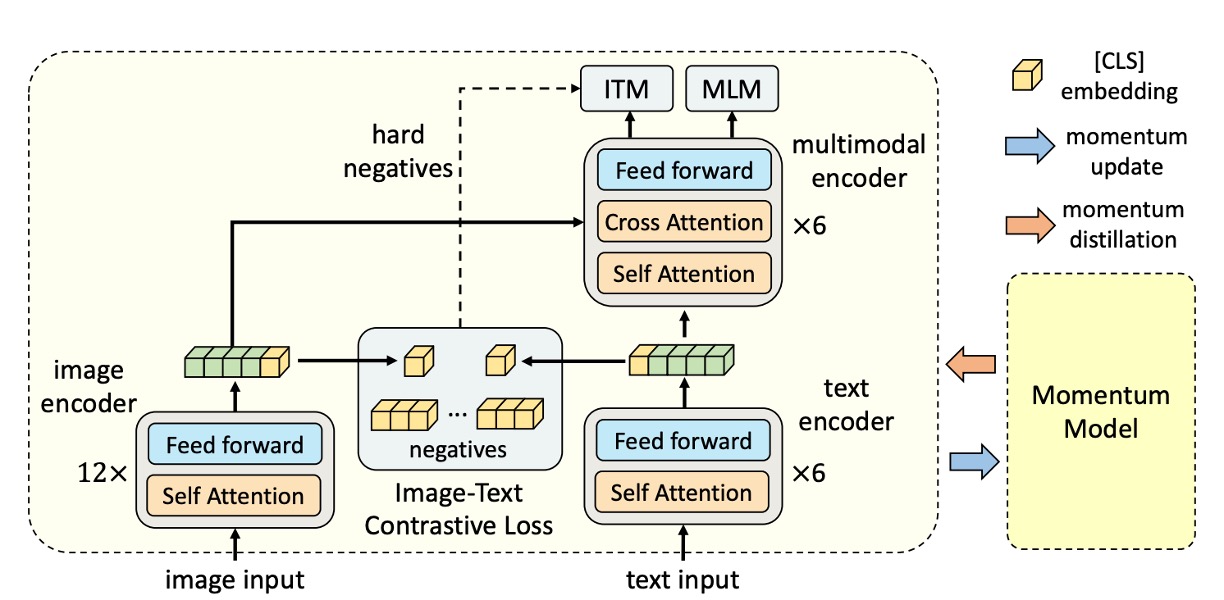 ITM
MLM
[CLS]
embedding
hard
negatives
Feed forward
multimodal
encoder
momentum
update
Cross Attention
×6
momentum
distillation
Self Attention
image
encoder
text
encoder
Momentum
Model
Feed forward
...
negatives
Feed forward
12×
Self Attention
Image-Text
Contrastive Loss
Self Attention
×6
image input
text input